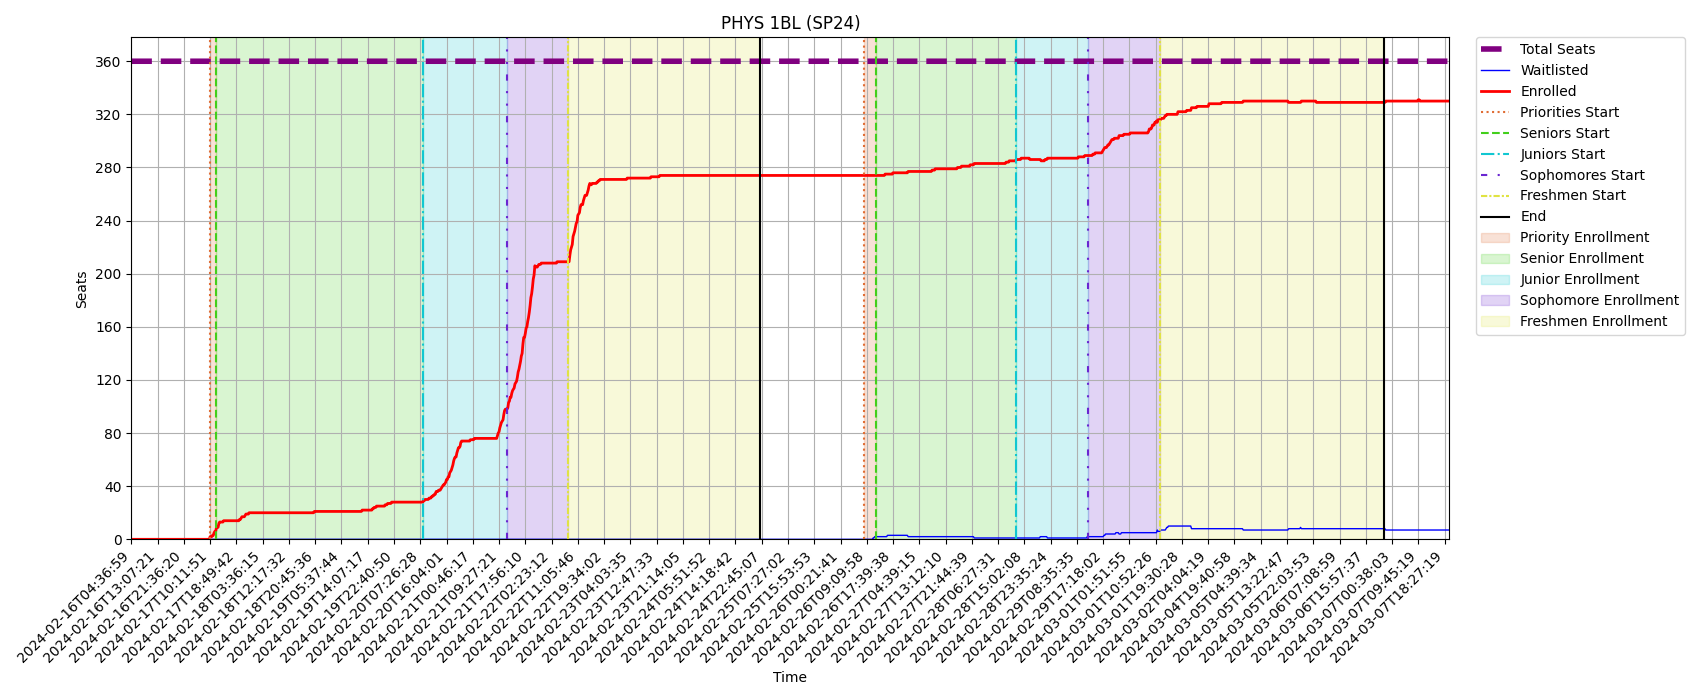 PHYS 1BL (SP24)
Seats
360
320
280
240
200
160
120
80
40
0
2024-02-16T04:36:59
2024-02-16T13:07:21
2024-02-16T21:36:20
2024-02-17T10:11:51
2024-02-17T18:49:42
2024-02-18T03:36:15
2024-02-18T12:17:32
2024-02-18T20:45:36
2024-02-19T05:37:44
2024-02-19T14:07:17
2024-02-19T22:40:50
2024-02-20T07:26:28
2024-02-20T16:04:01
2024-02-21T00:46:17
2024-02-21T09:27:21
2024-02-21T17:56:10
2024-02-22T02:23:12
2024-02-22T11:05:46
2024-02-22T19:34:02
2024-02-23T04:03:35
2024-02-23T12:47:33
2024-02-23T21:14:05
2024-02-24T05:51:52
2024-02-24T14:18:42
2024-02-24T22:45:07
2024-02-25T07:27:02
2024-02-25T15:53:53
2024-02-26T00:21:41
2024-02-26T09:09:58
2024-02-26T17:39:38
2024-02-27T04:39:15
2024-02-27T13:12:10
2024-02-27T21:44:39
2024-02-28T06:27:31
2024-02-28T15:02:08
2024-02-28T23:35:24
2024-02-29T08:35:35
2024-02-29T17:18:02
2024-03-01T01:51:55
2024-03-01T10:52:26
2024-03-01T19:30:28
2024-03-02T04:04:19
2024-03-04T19:40:58
2024-03-05T04:39:34
2024-03-05T13:22:47
2024-03-05T22:03:53
2024-03-06T07:08:59
2024-03-06T15:57:37
2024-03-07T00:38:03
2024-03-07T09:45:19
2024-03-07T18:27:19
Time
Total Seats
Waitlisted
Enrolled
Priorities Start
Seniors Start
Juniors Start
Sophomores Start
Freshmen Start
End
Priority Enrollment
Senior Enrollment
Junior Enrollment
Sophomore Enrollment
Freshmen Enrollment